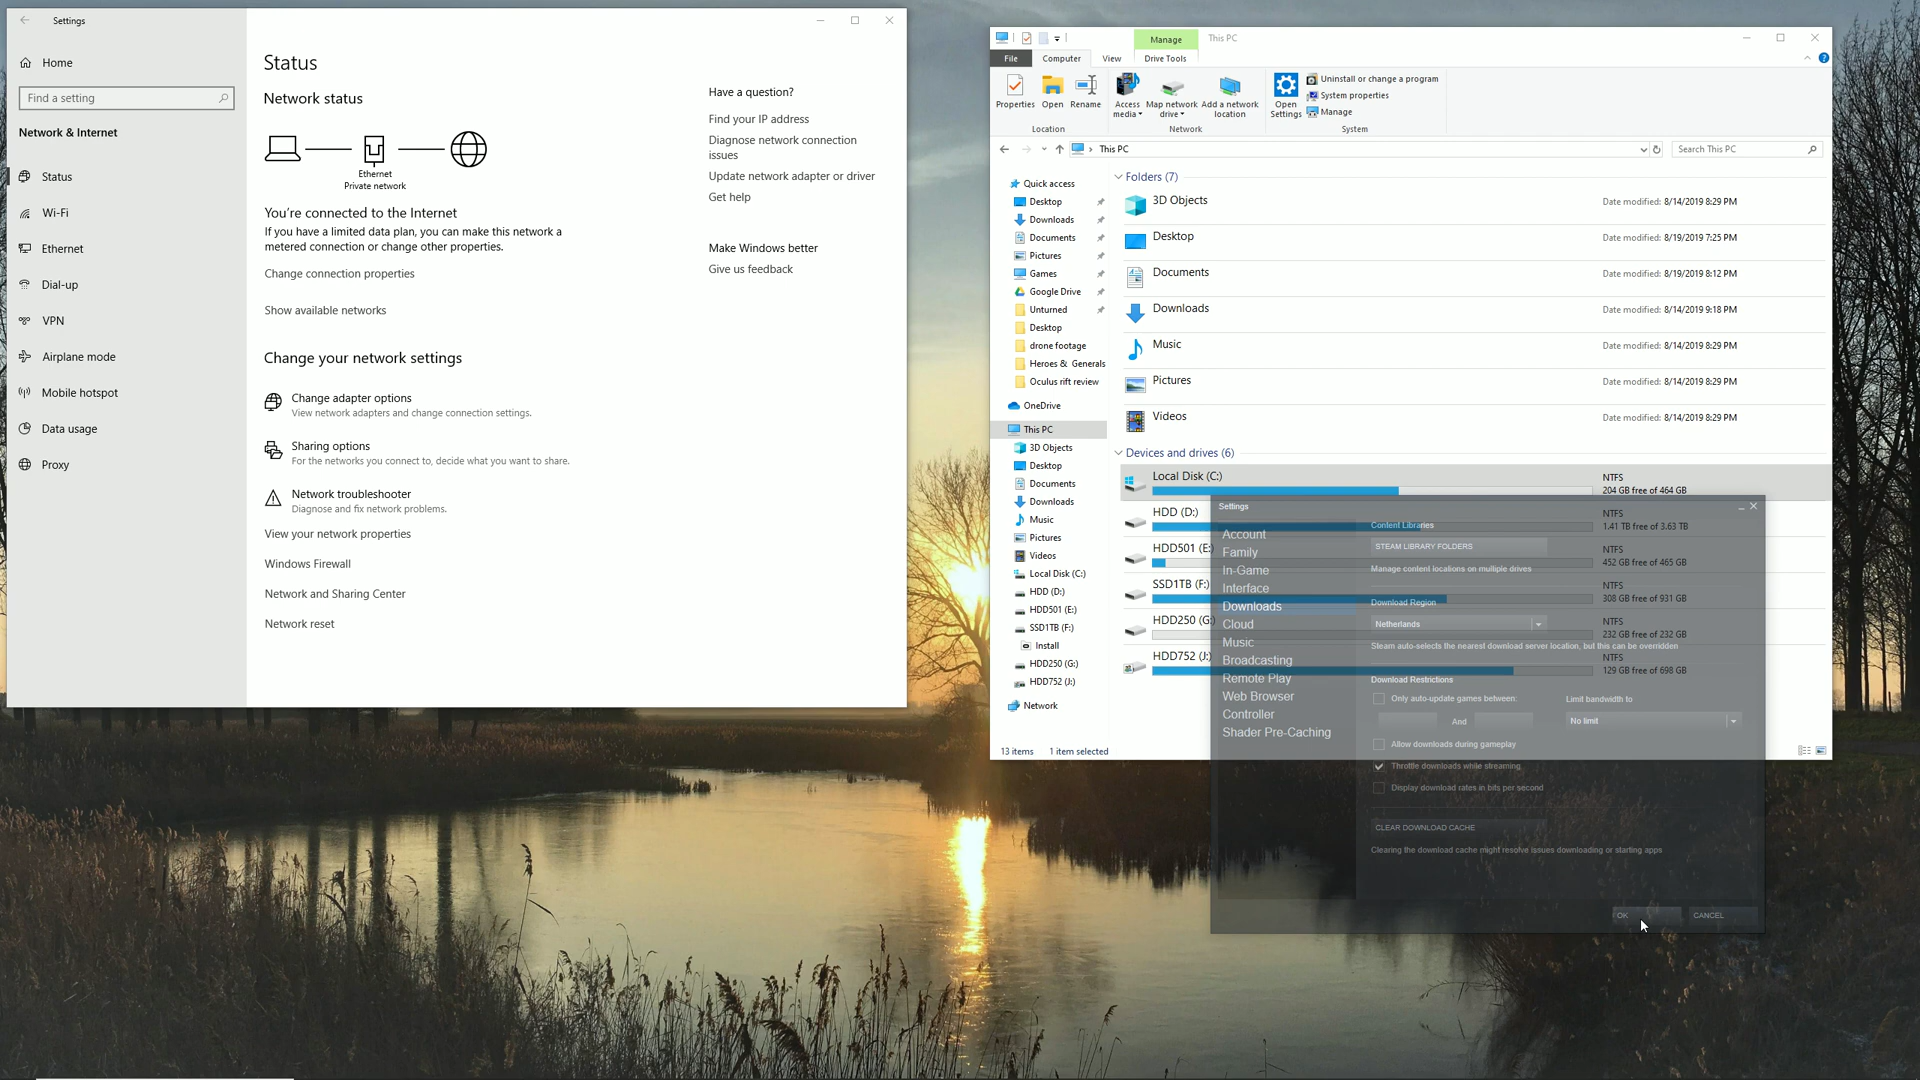 Settings
Home
Find a setting
Network & Internet
Status
Wi-Fi
Ethernet
Dial-up
VPN
Airplane mode
Mobile hotspot
Data usage
Proxy
Status
Network status
Ethernet
Private network
You're connected to the Internet
If you have a limited data plan, you can make this network a
metered connection or change other properties.
Change connection properties
Show available networks
Change your network settings
Change adapter options
View network adapters and change connection settings.
Sharing options
For the networks you connect to, decide what you want to share.
Network troubleshooter
Diagnose and fix network problems.
View your network properties
Windows Firewall
Network and Sharing Center
Network reset
Have a question?
Find your IP address
Diagnose network connection
issues
Update network adapter or driver
Get help
Make Windows better
Give us feedback
Manage
This PC
File
Computer
View
Drive Tools
Properties
Open
Rename
Access
media
Map network
drive
Add a network
location
Open
Settings
Uninstall or change a program
System properties
Manage
Location
Network
System
This PC
Search This PC
Quick access
Desktop
Downloads
Documents
Pictures
Games
Google Drive
Unturned
Desktop
drone footage
Heroes & Generals
Oculus rift review
OneDrive
This PC
3D Objects
Desktop
Documents
Downloads
Music
Pictures
Videos
Local Disk (C:)
HDD (D:)
HDD501 (E:)
SSD1TB (F:)
Install
HDD250 (G:)
HDD752 (J:)
Network
Folders (7)
3D Objects
Date modified: 8/14/2019 8:29 PM
Desktop
Date modified: 8/19/2019 7:25 PM
Documents
Date modified: 8/19/2019 8:12 PM
Downloads
Date modified: 8/14/2019 9:18 PM
Music
Date modified: 8/14/2019 8:29 PM
Pictures
Date modified: 8/14/2019 8:29 PM
Videos
Date modified: 8/14/2019 8:29 PM
Devices and drives (6)
Local Disk (C:)
NTFS
204 GB free of 464 GB
HDD (D:)
NTFS
1.41 TB free of 3.63 TB
HDD501 (E:)
NTFS
452 GB free of 465 GB
SSD1TB (F:)
NTFS
308 GB free of 931 GB
HDD250 (G:
NTFS
232 GB free of 232 GB
HDD752 (J:)
NTFS
129 GB free of 698 GB
13 items
1 item selected
Settings
Account
Family
In-Game
Interface
Downloads
Cloud
Music
Broadcasting
Remote Play
Web Browser
Controller
Shader Pre-Caching
Content Libraries
STEAM LIBRARY FOLDERS
Manage content locations on multiple drives
Download Region
Netherlands
Steam auto-selects the nearest download server location, but this can be overridden
Download Restrictions
Only auto-update games between:
Limit bandwidth to
And
No limit
Allow downloads during gameplay
Throttle downloads while streaming
Display download rates in bits per second
CLEAR DOWNLOAD CACHE
Clearing the download cache might resolve issues downloading or starting apps
OK
CANCEL